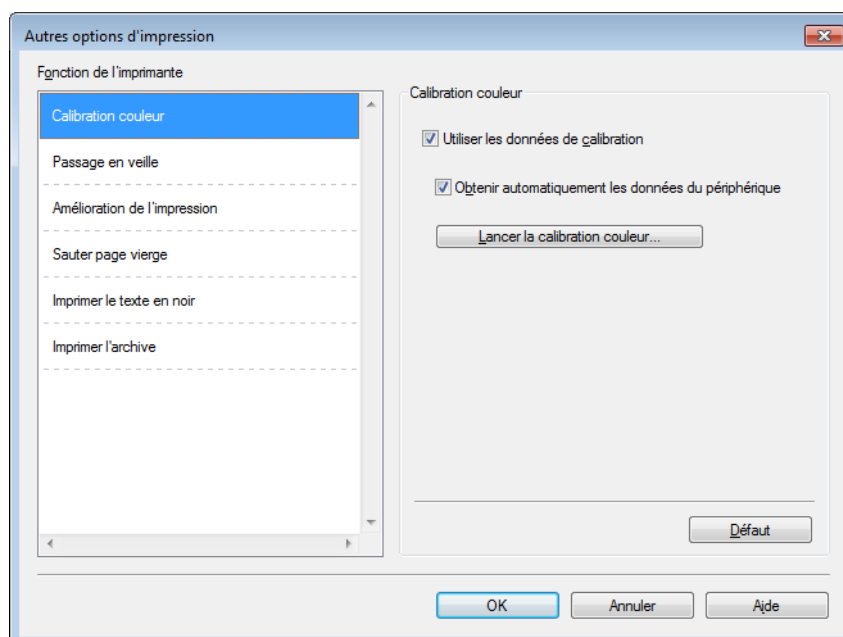 Autres options d'impression
Fonction de l'imprimante
Calibration couleur
Passage en veille
Amélioration de l'impression
Sauter page vierge
Imprimer le texte en noir
Imprimer l'archive
Calibration couleur
Utiliser les données de calibration
Obtenir automatiquement les données du périphérique
Lancer la calibration couleur...
Défaut
OK
Annuler
Aide